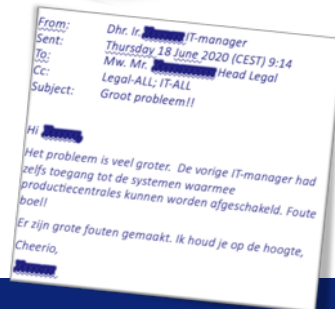 From: Dhr. Ir. IT-manager
Sent: Thursday 18 June 2020 (CEST) 9:14
To: Mw. Mr. Head Legal
Cc: Legal-ALL; IT-ALL
Subject: Groot probleem!!
Hi
Het probleem is veel groter. De vorige IT-manager had
zelfs toegang tot de systemen waarmee
productiecentrales kunnen worden afgeschakeld. Foute
boel!!
Er zijn grote fouten gemaakt. Ik houd je op de hoogte,
Cheerio,